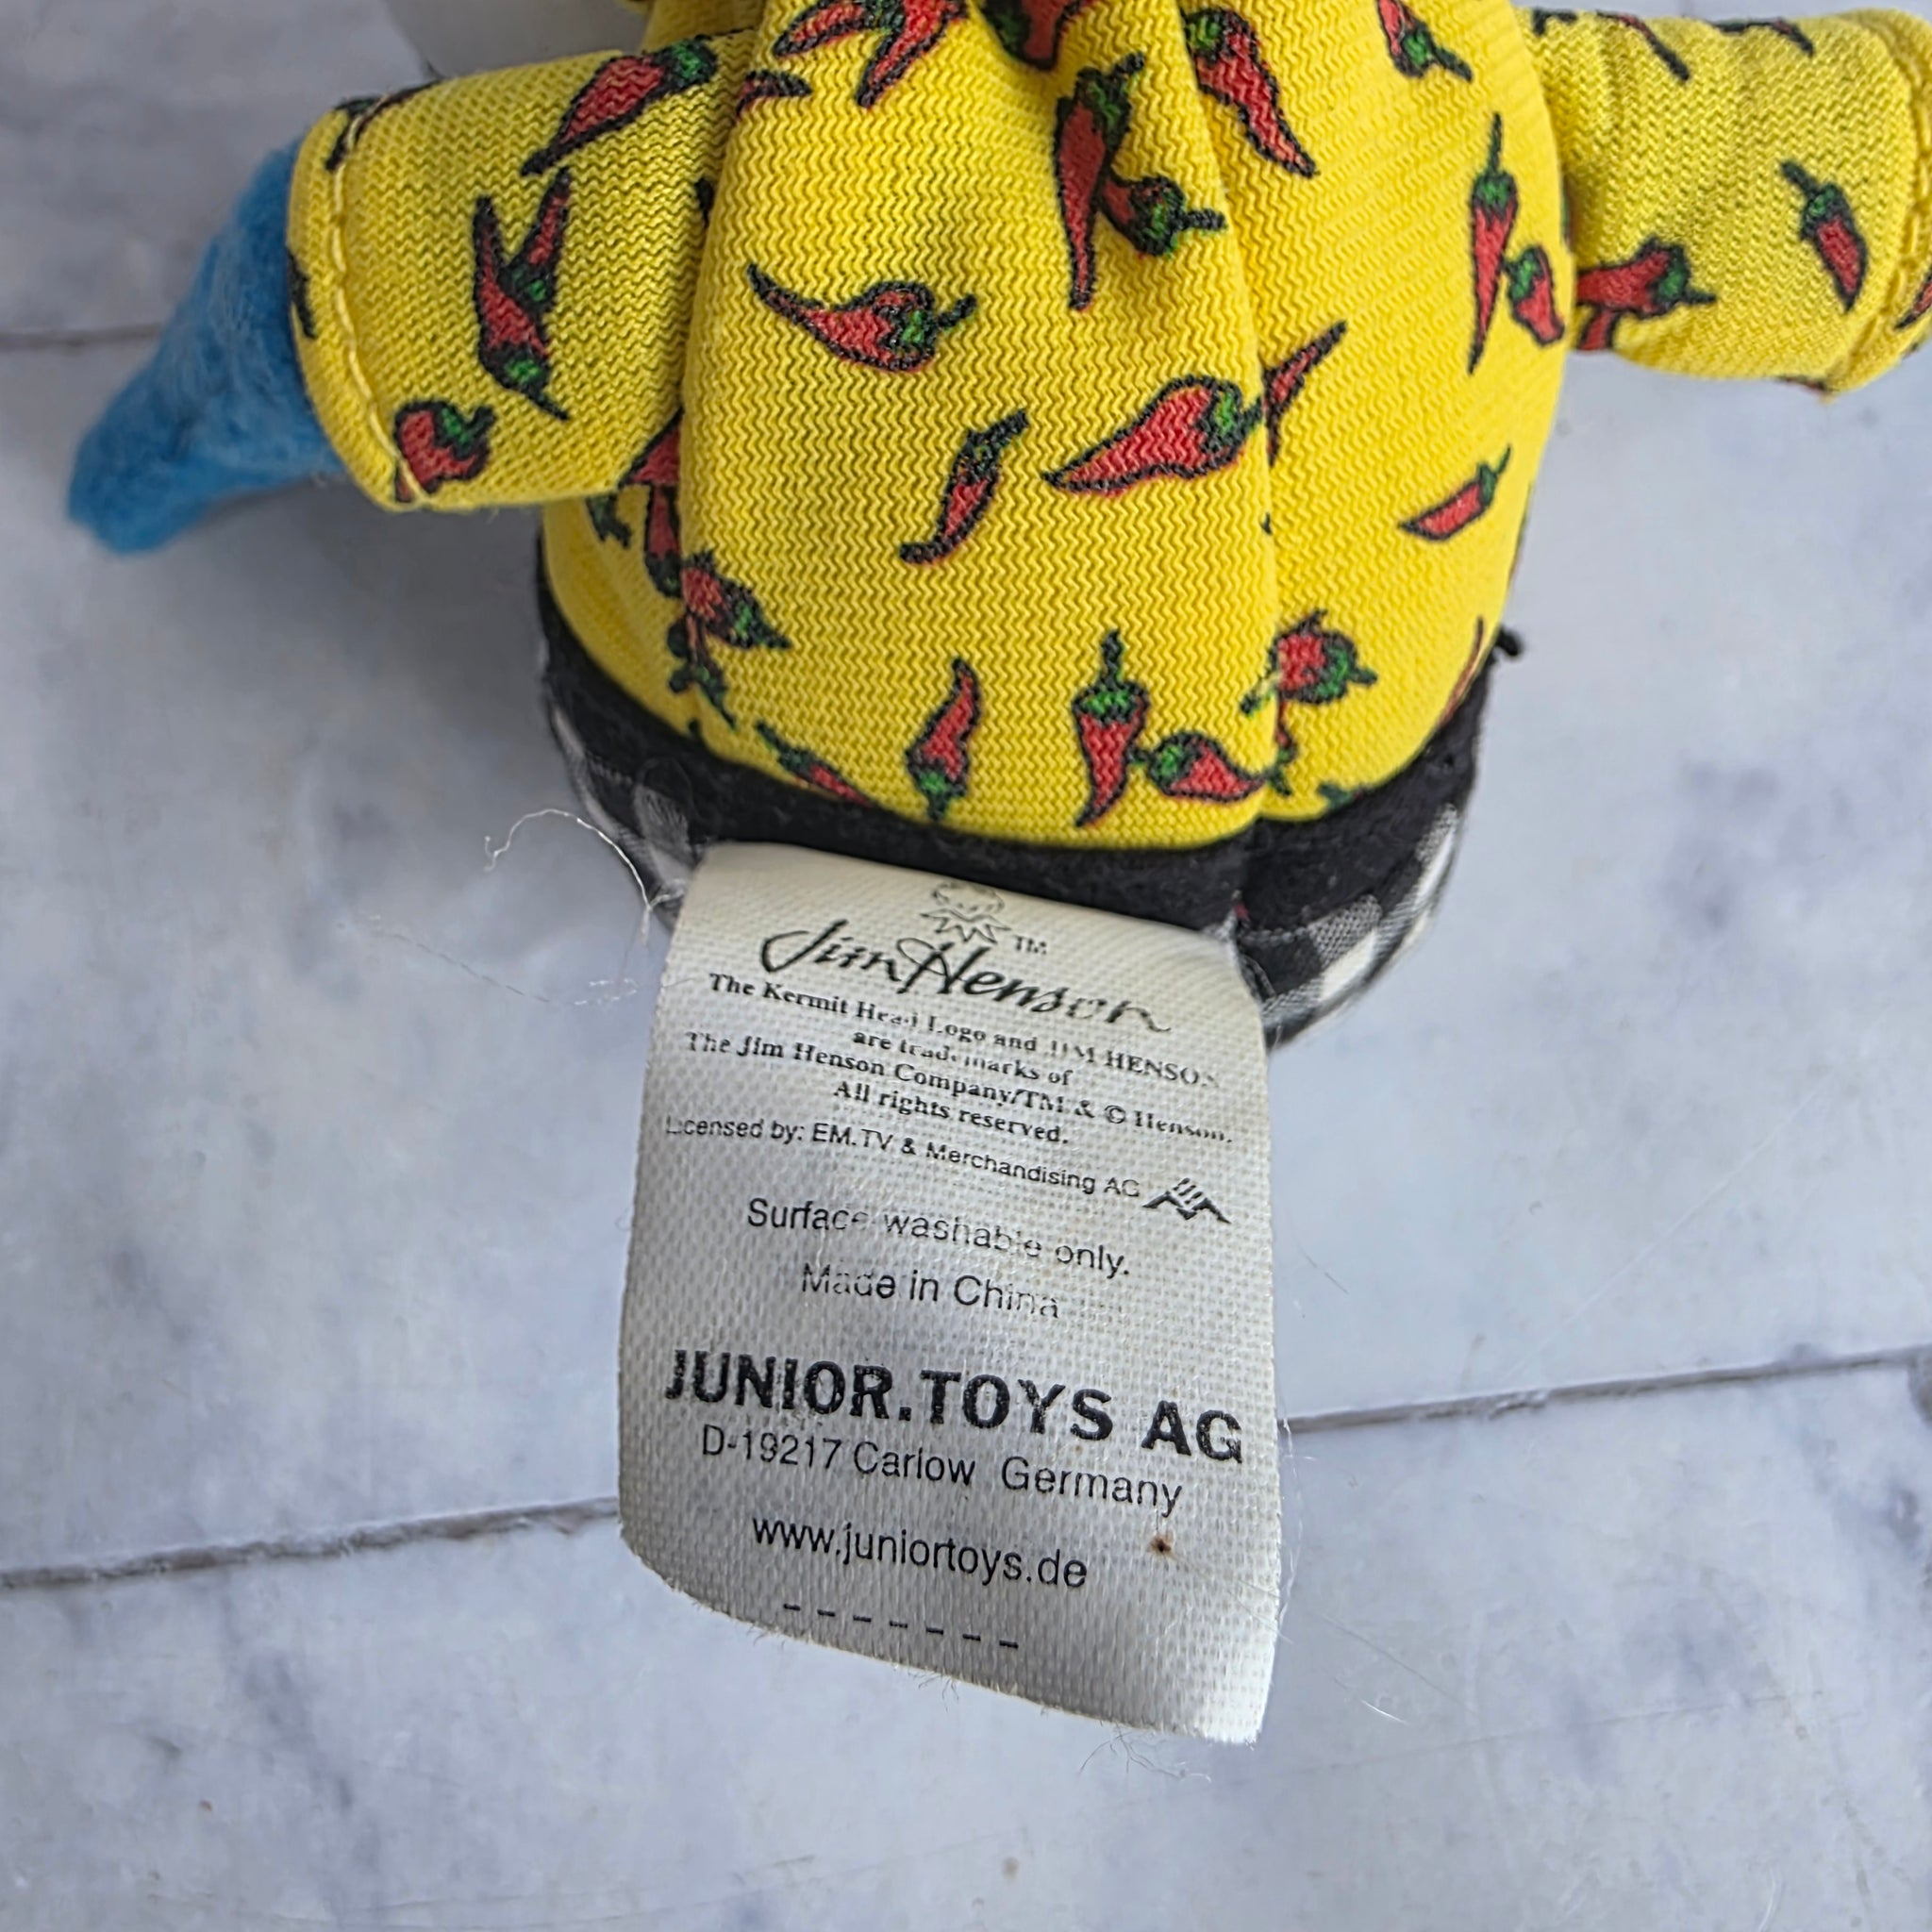 Jim Henson™
The Kermit Head Logo and JIM HENSON
are trademarks of
The Jim Henson Company/TM & © Henson.
All rights reserved.
Licensed by: EM.TV & Merchandising AG
Surface washable only.
Made in China
JUNIOR.TOYS AG
D-19217 Carlow Germany
www.juniortoys.de
- - - - - - -